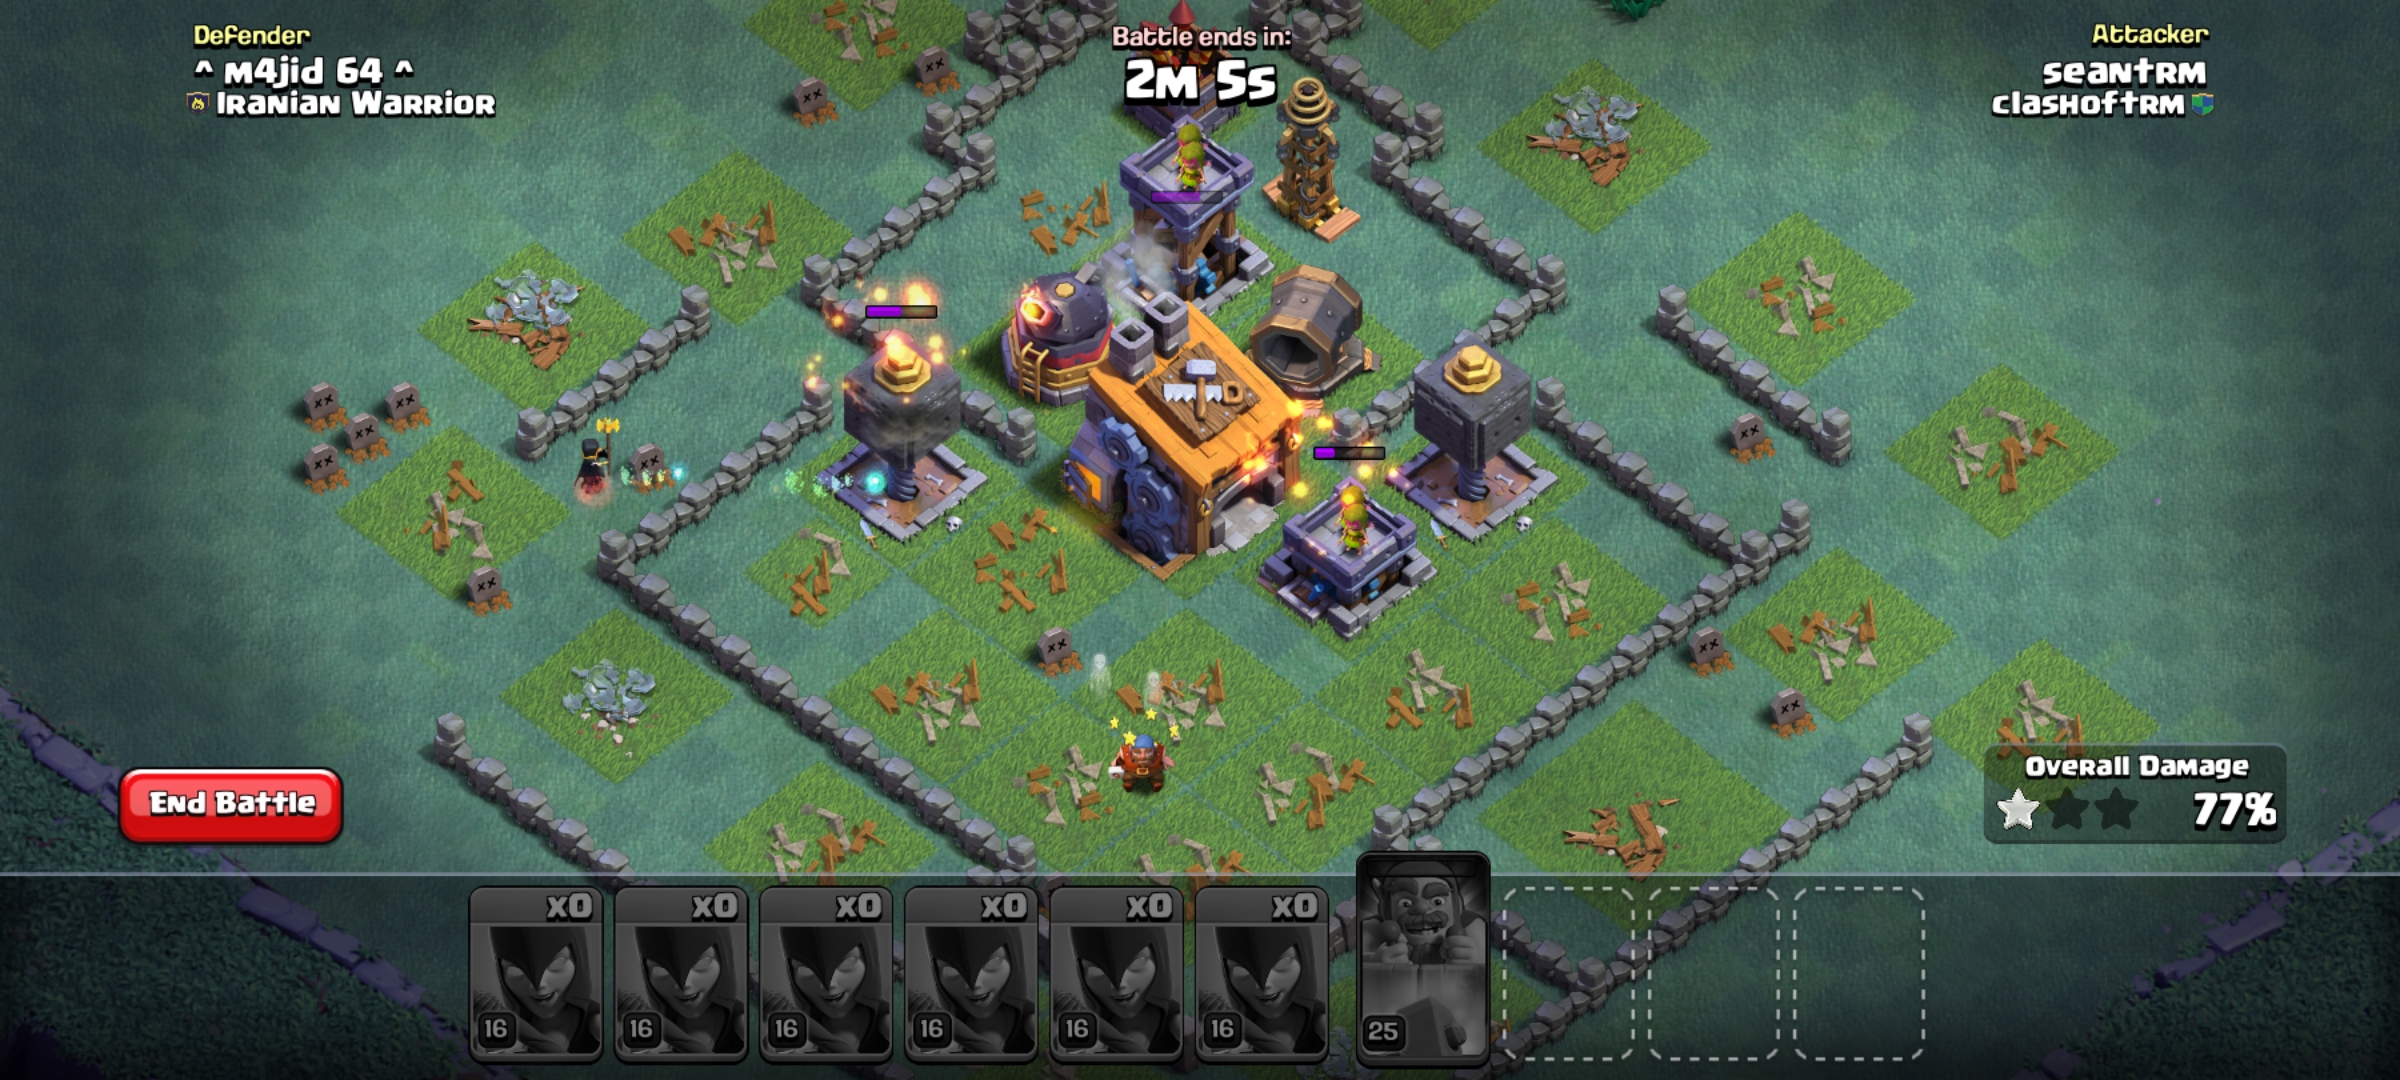 Defender
^ m4jid 64 ^
Iranian Warrior
Battle ends in:
2M 5s
Attacker
seantrm
clashoftrm
End Battle
Overall Damage
77%
x0
x0
x0
x0
x0
x0
16
16
16
16
16
16
25